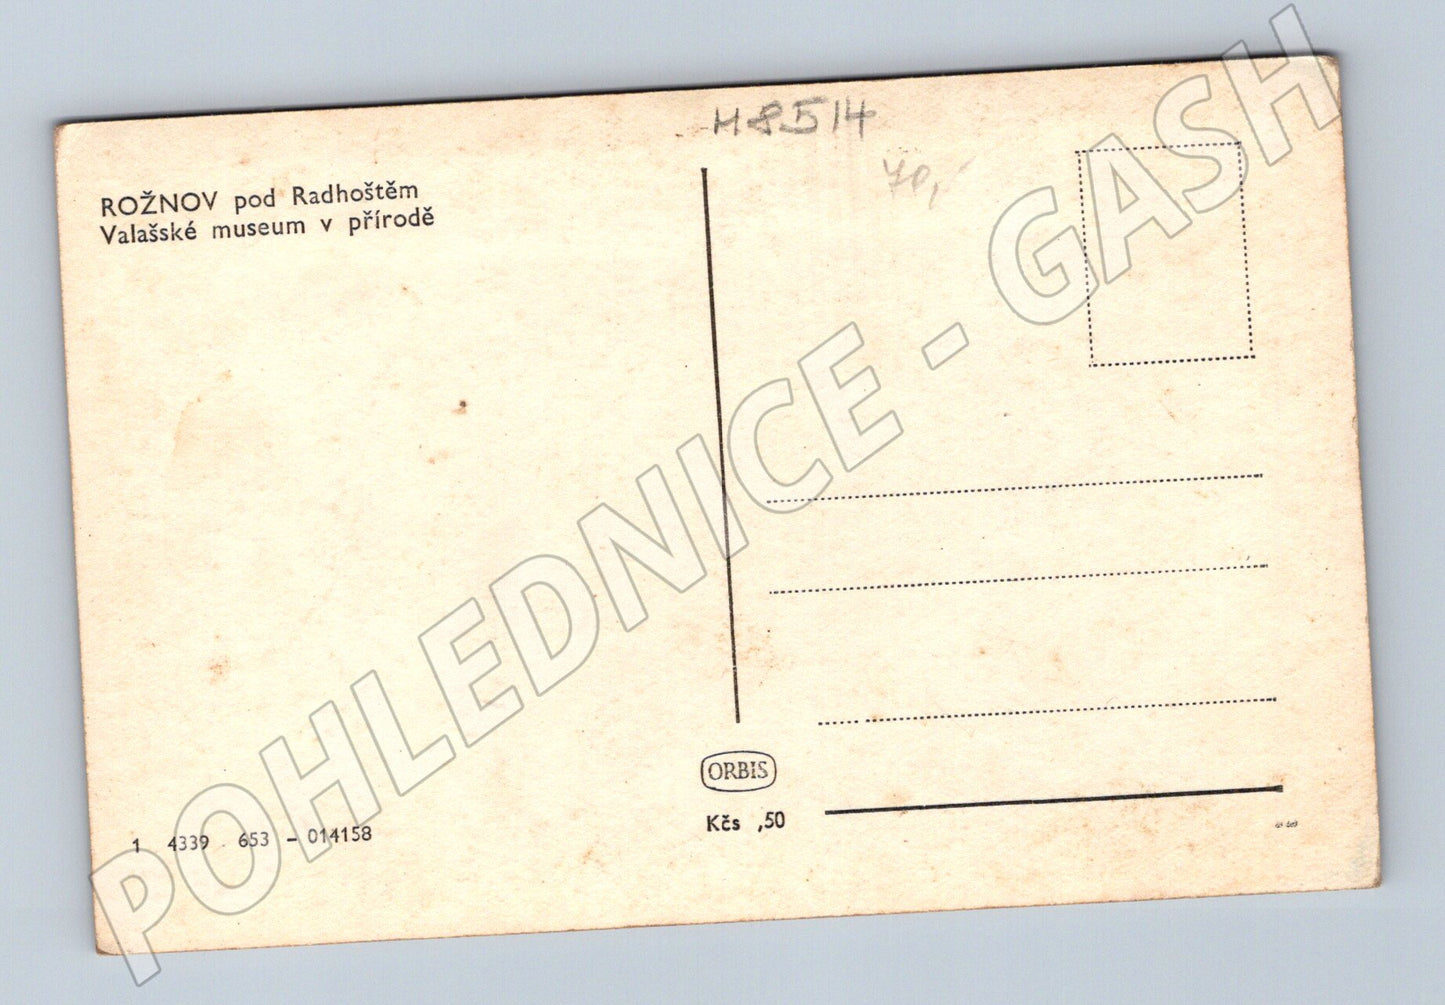 H8514
70,-
ROŽNOV pod Radhoštěm
Valašské museum v přírodě
ORBIS
Kčs ,50
1 4339 653 - 014158
POHLEDNICE - GASH